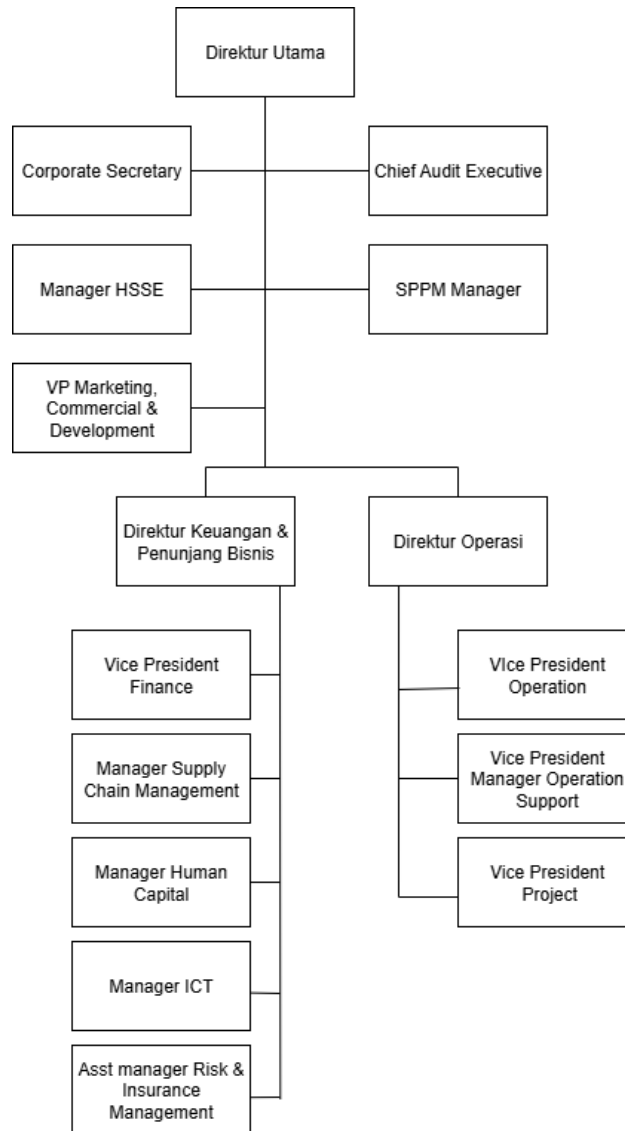 Direktur Utama
Corporate Secretary
Chief Audit Executive
Manager HSSE
SPPM Manager
VP Marketing,
Commercial &
Development
Direktur Keuangan &
Penunjang Bisnis
Direktur Operasi
Vice President
Finance
VIce President
Operation
Manager Supply
Chain Management
Vice President
Manager Operation
Support
Manager Human
Capital
Vice President
Project
Manager ICT
Asst manager Risk &
Insurance
Management